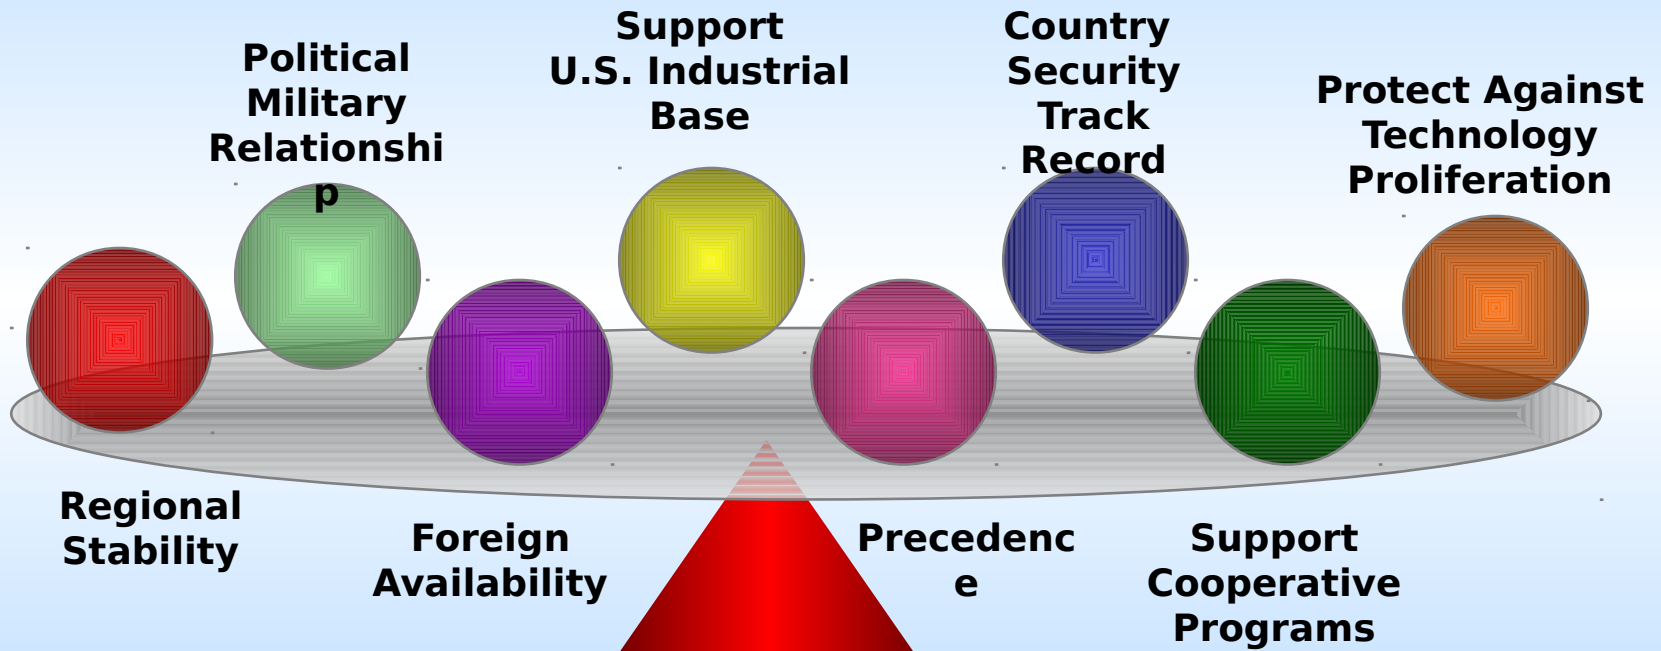 Political
Military
Relationshi
p
Support
U.S. Industrial
Base
Country
Security
Track
Record
Protect Against
Technology
Proliferation
Regional
Stability
Foreign
Availability
Precedenc
e
Support
Cooperative
Programs